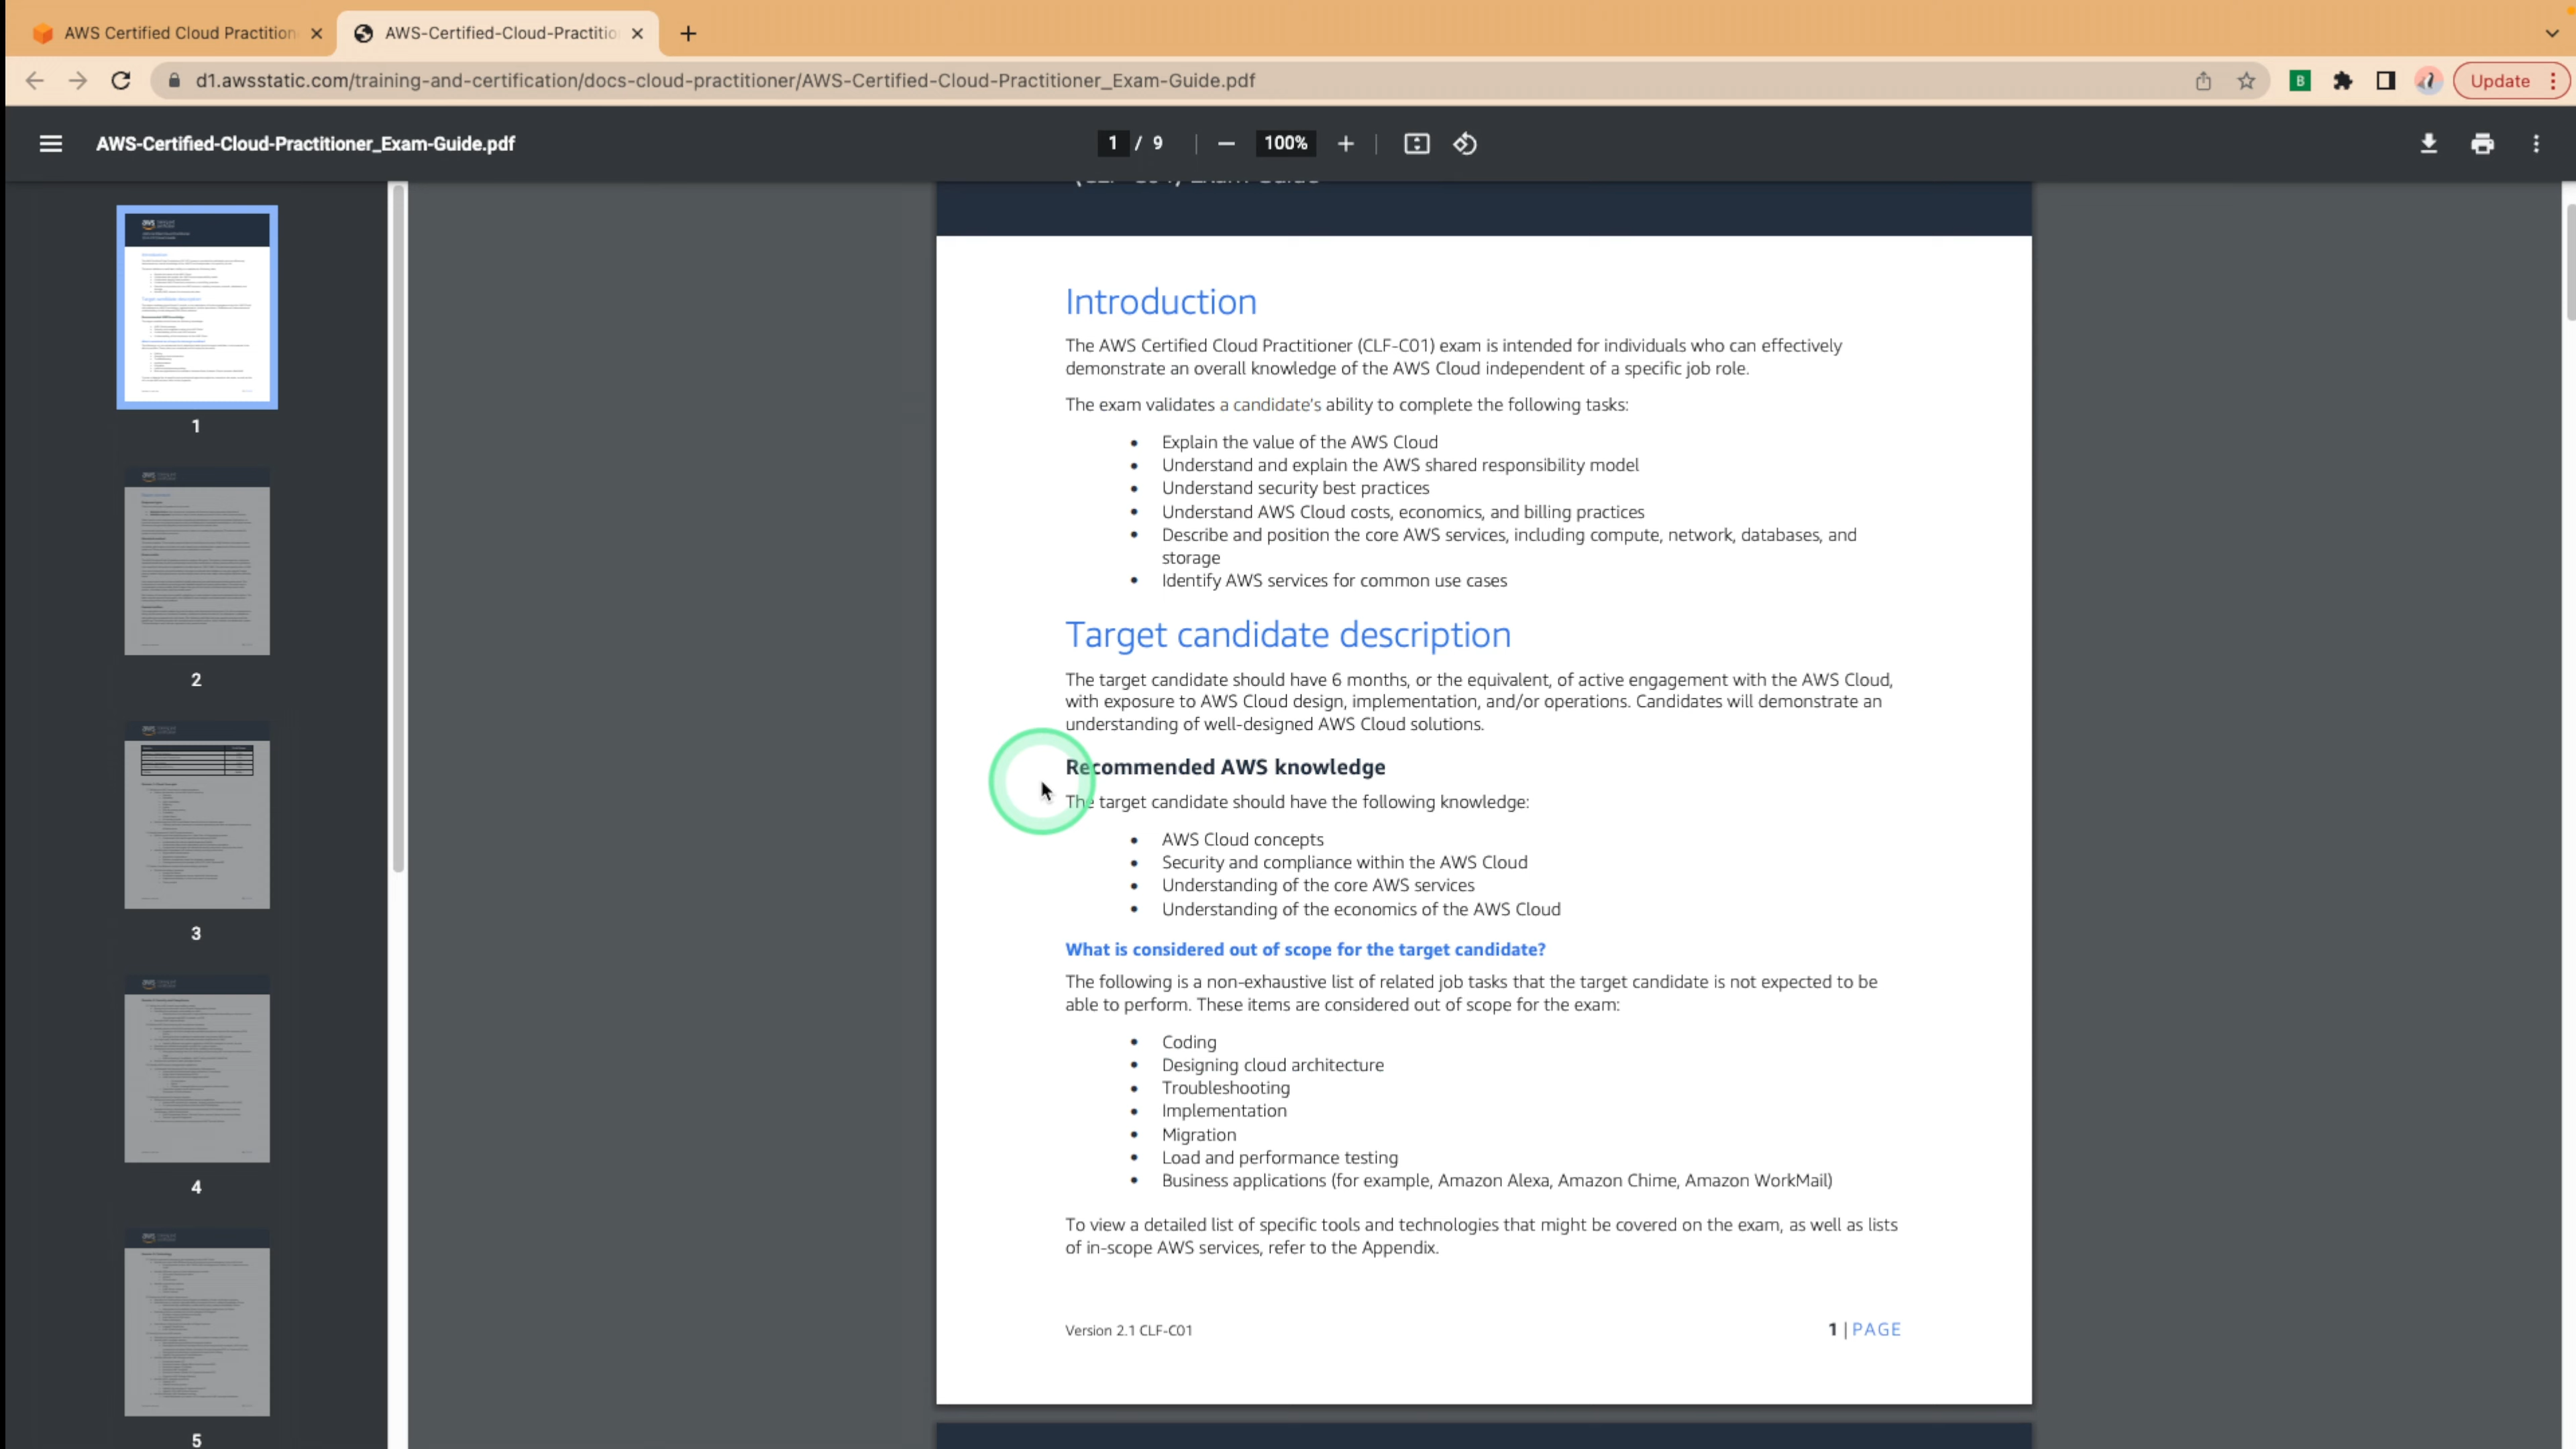 AWS Certified Cloud Practition
AWS-Certified-Cloud-Practitio
d1.awsstatic.com/training-and-certification/docs-cloud-practitioner/AWS-Certified-Cloud-Practitioner_Exam-Guide.pdf
B
Update
AWS-Certified-Cloud-Practitioner_Exam-Guide.pdf
1 / 9
100%
1
2
3
4
5
Introduction
The AWS Certified Cloud Practitioner (CLF-C01) exam is intended for individuals who can effectively
demonstrate an overall knowledge of the AWS Cloud independent of a specific job role.
The exam validates a candidate's ability to complete the following tasks:
• Explain the value of the AWS Cloud
• Understand and explain the AWS shared responsibility model
• Understand security best practices
• Understand AWS Cloud costs, economics, and billing practices
• Describe and position the core AWS services, including compute, network, databases, and
storage
• Identify AWS services for common use cases
Target candidate description
The target candidate should have 6 months, or the equivalent, of active engagement with the AWS Cloud,
with exposure to AWS Cloud design, implementation, and/or operations. Candidates will demonstrate an
understanding of well-designed AWS Cloud solutions.
Recommended AWS knowledge
The target candidate should have the following knowledge:
• AWS Cloud concepts
• Security and compliance within the AWS Cloud
• Understanding of the core AWS services
• Understanding of the economics of the AWS Cloud
What is considered out of scope for the target candidate?
The following is a non-exhaustive list of related job tasks that the target candidate is not expected to be
able to perform. These items are considered out of scope for the exam:
• Coding
• Designing cloud architecture
• Troubleshooting
• Implementation
• Migration
• Load and performance testing
• Business applications (for example, Amazon Alexa, Amazon Chime, Amazon WorkMail)
To view a detailed list of specific tools and technologies that might be covered on the exam, as well as lists
of in-scope AWS services, refer to the Appendix.
Version 2.1 CLF-C01
1 | PAGE